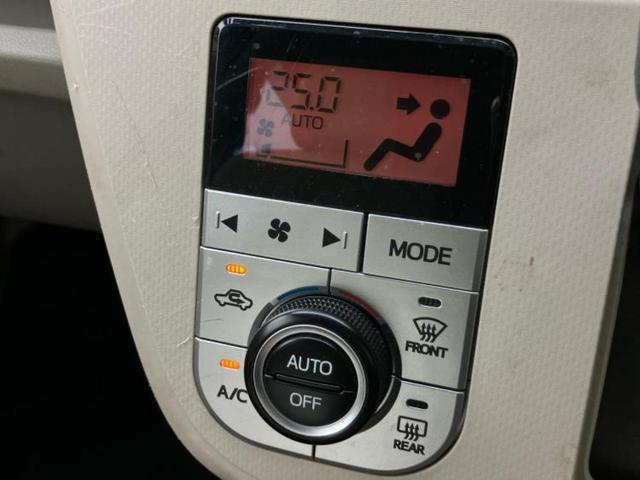 25.0
AUTO
MODE
FRONT
AUTO
A/C
OFF
REAR